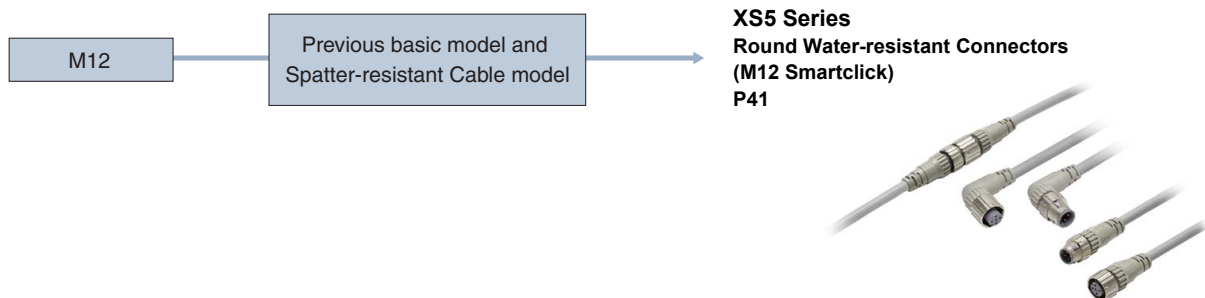 M12
Previous basic model and
Spatter-resistant Cable model
XS5 Series
Round Water-resistant Connectors
(M12 Smartclick)
P41